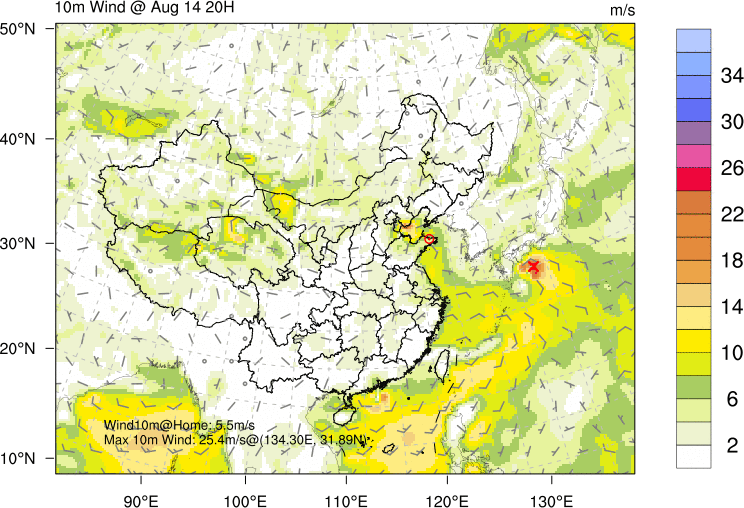 10m Wind @ Aug 14 20H
m/s
50°N
40°N
30°N
20°N
10°N
90°E
100°E
110°E
120°E
130°E
34
30
26
22
18
14
10
6
2
Wind10m@Home: 5.5m/s
Max 10m Wind: 25.4m/s@(134.30E, 31.89N)